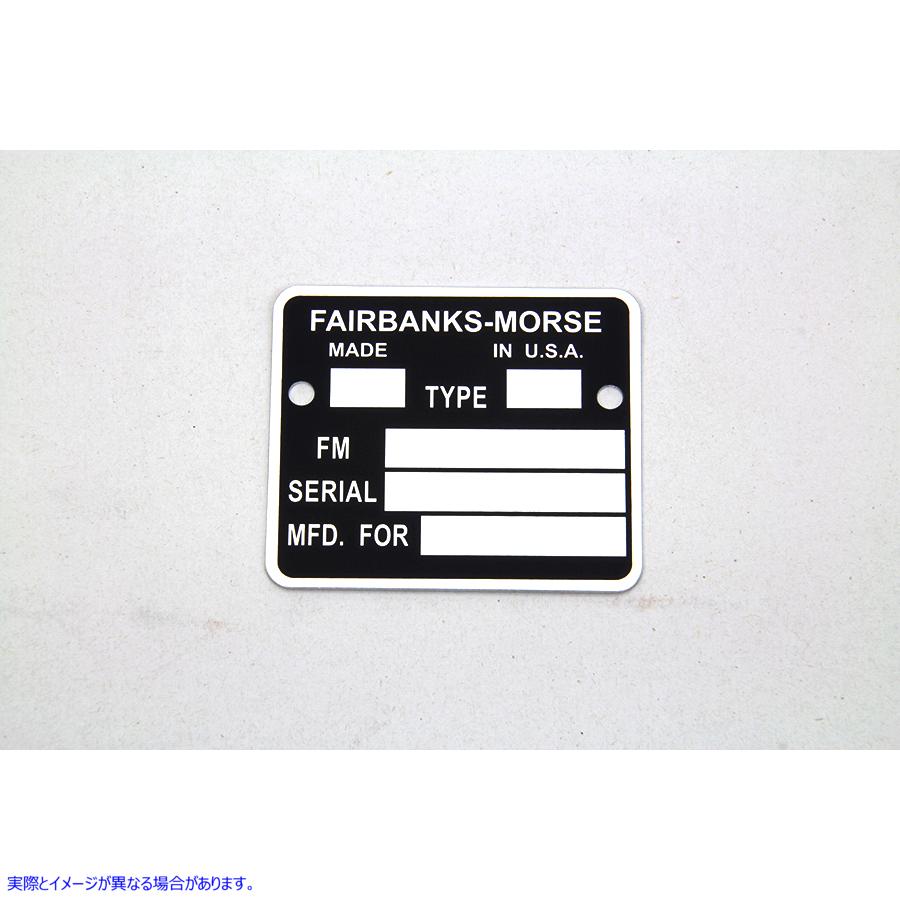 FAIRBANKS-MORSE
MADE IN U.S.A.
TYPE
FM
SERIAL
MFD. FOR
実際とイメージが異なる場合があります。